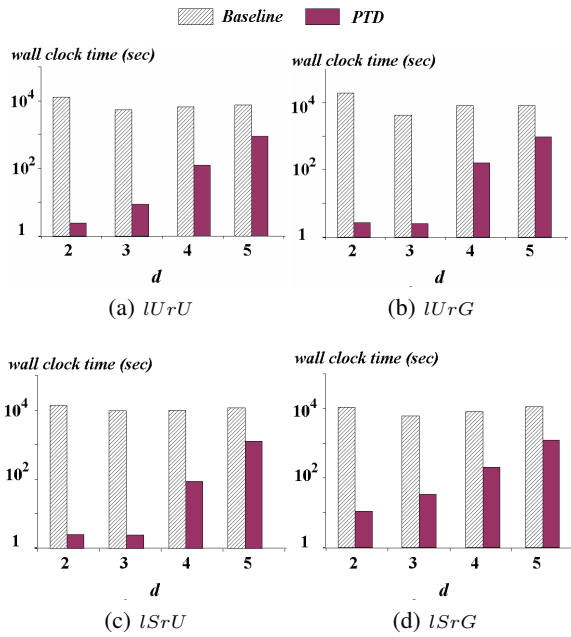 Baseline PTD
wall clock time (sec)
10^4
10^2
1
2 3 4 5
d
(a) lUrU
wall clock time (sec)
10^4
10^2
1
2 3 4 5
d
(b) lUrG
wall clock time (sec)
10^4
10^2
1
2 3 4 5
d
(c) lSrU
wall clock time (sec)
10^4
10^2
1
2 3 4 5
d
(d) lSrG